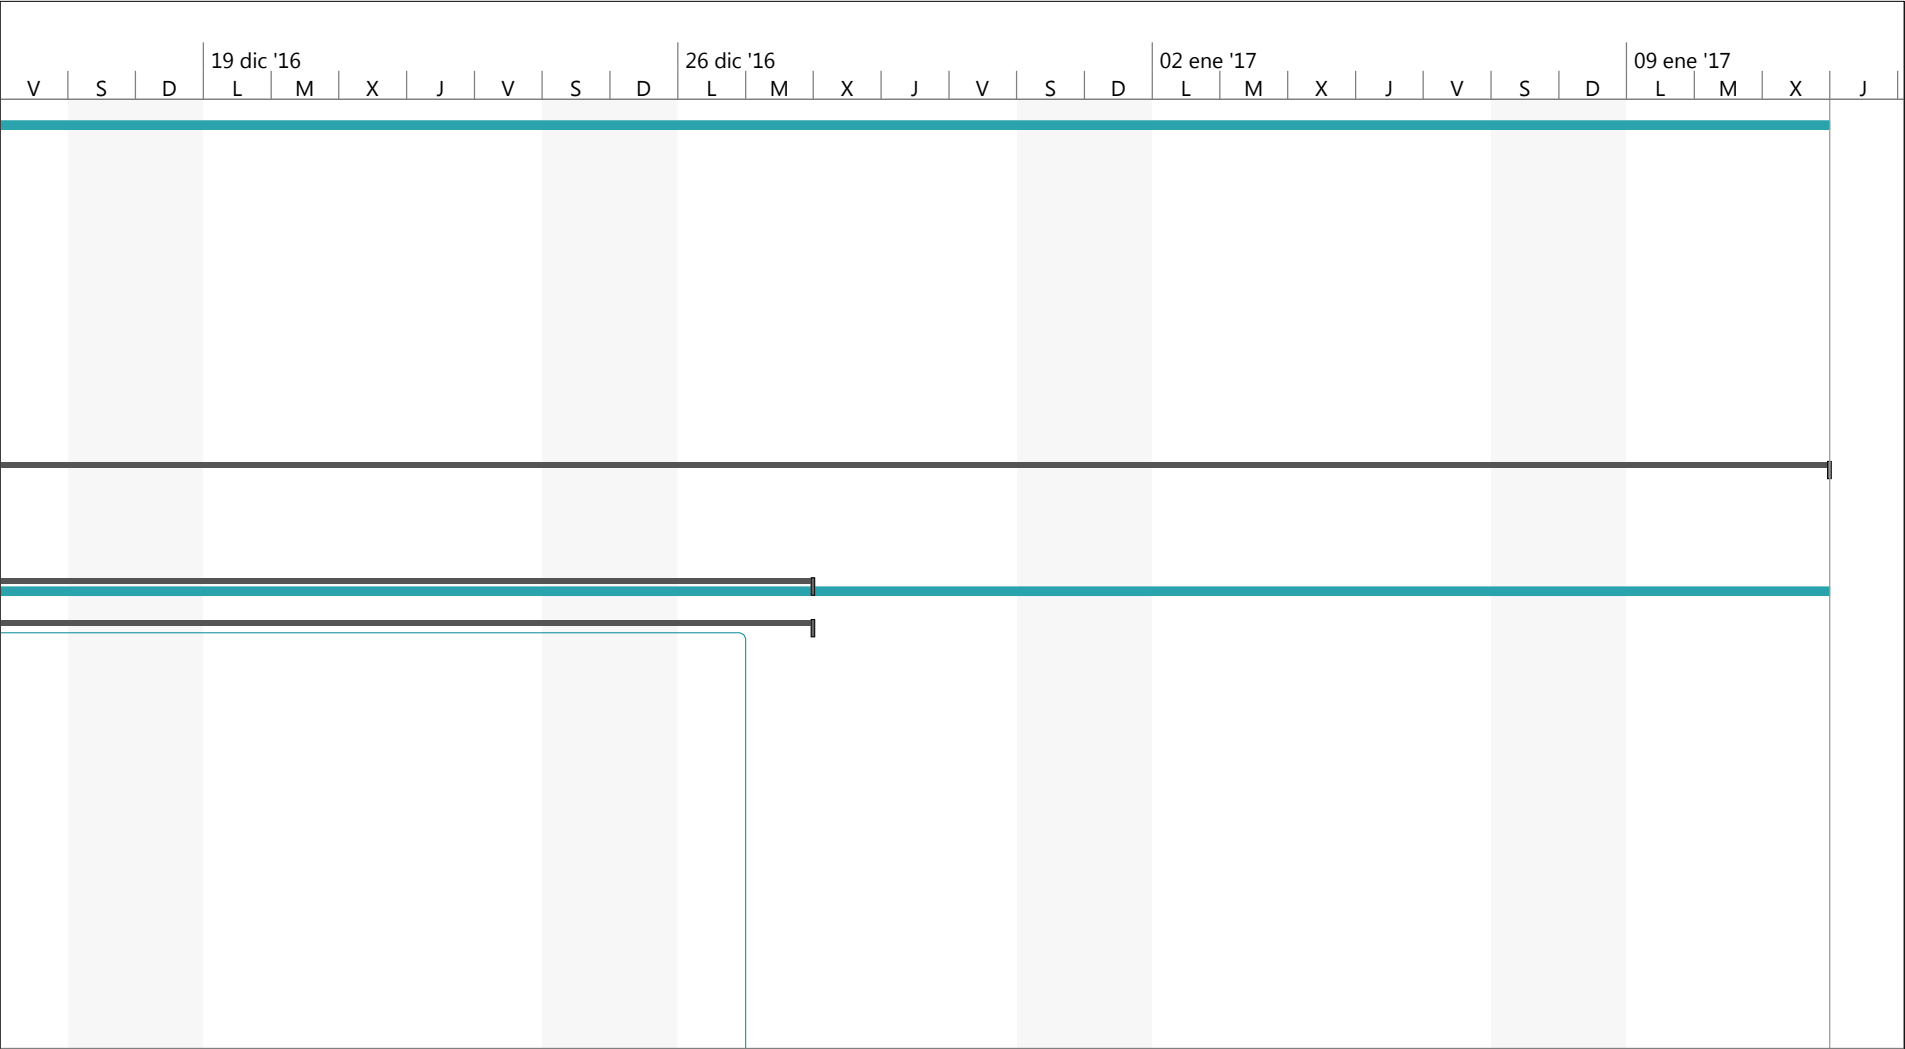 19 dic '16 26 dic '16 02 ene '17 09 ene '17
V S D L M X J V S D L M X J V S D L M X J V S D L M X J